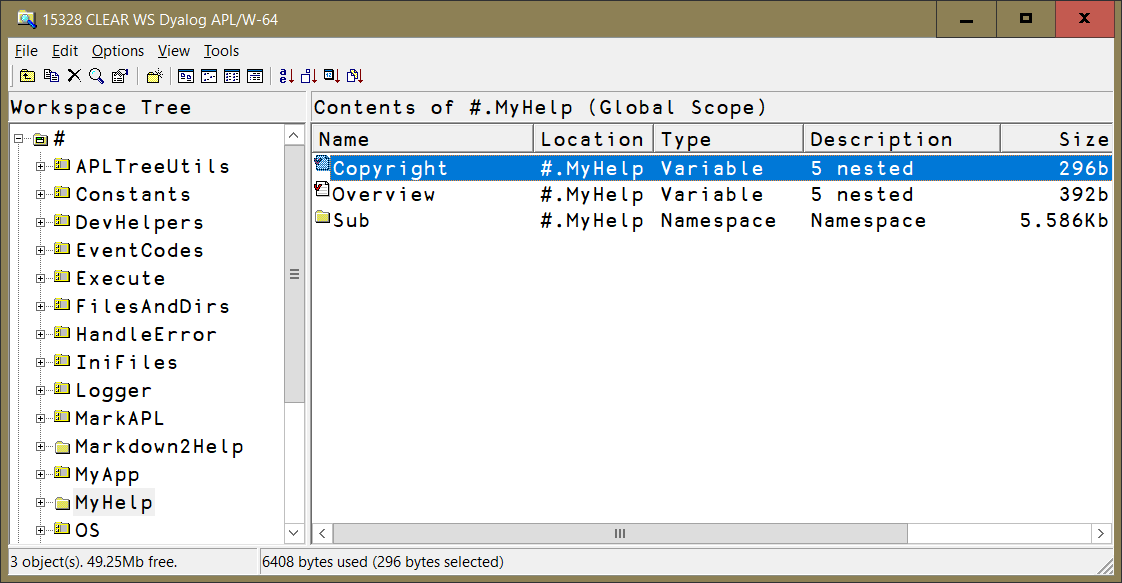 15328 CLEAR WS Dyalog APL/W-64
File Edit Options View Tools
Workspace Tree
#
APLTreeUtils
Constants
DevHelpers
EventCodes
Execute
FilesAndDirs
HandleError
IniFiles
Logger
MarkAPL
Markdown2Help
MyApp
MyHelp
OS
Contents of #.MyHelp (Global Scope)
Name Location Type Description Size
Copyright #.MyHelp Variable 5 nested 296b
Overview #.MyHelp Variable 5 nested 392b
Sub #.MyHelp Namespace Namespace 5.586Kb
3 object(s). 49.25Mb free.
6408 bytes used (296 bytes selected)